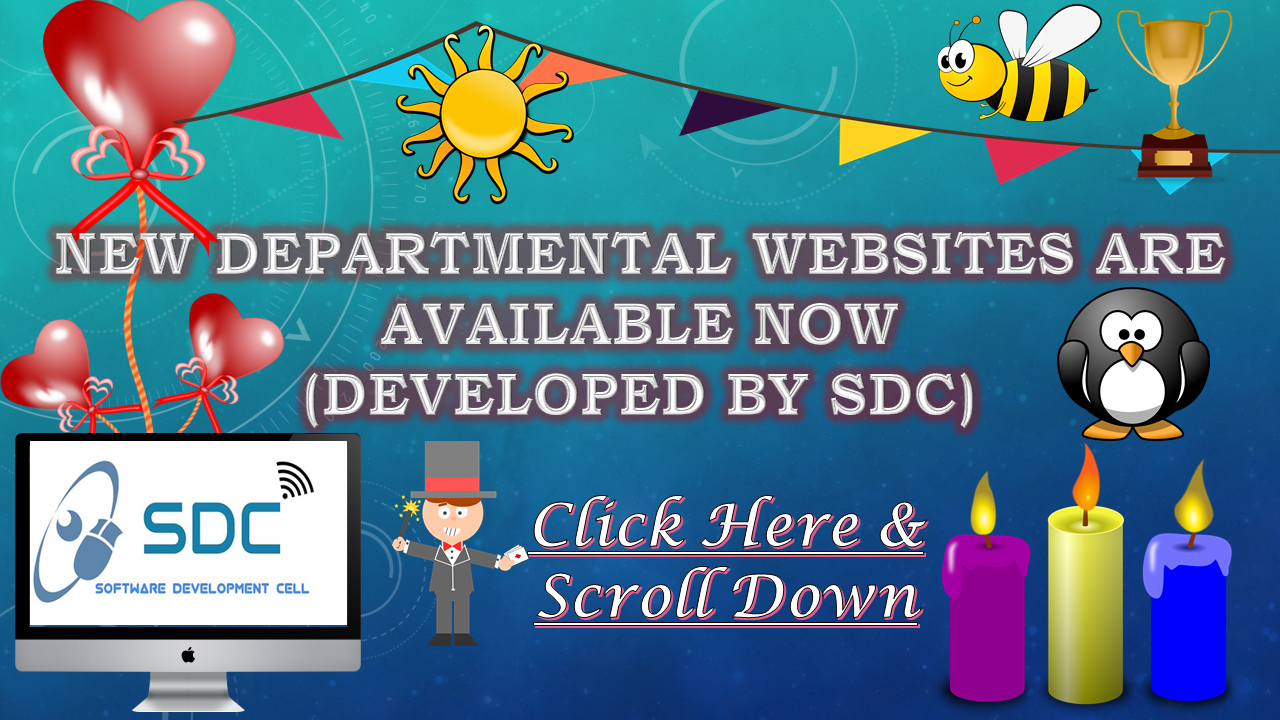 NEW DEPARTMENTAL WEBSITES ARE
AVAILABLE NOW
(DEVELOPED BY SDC)
SDC
SOFTWARE DEVELOPMENT CELL
Click Here &
Scroll Down